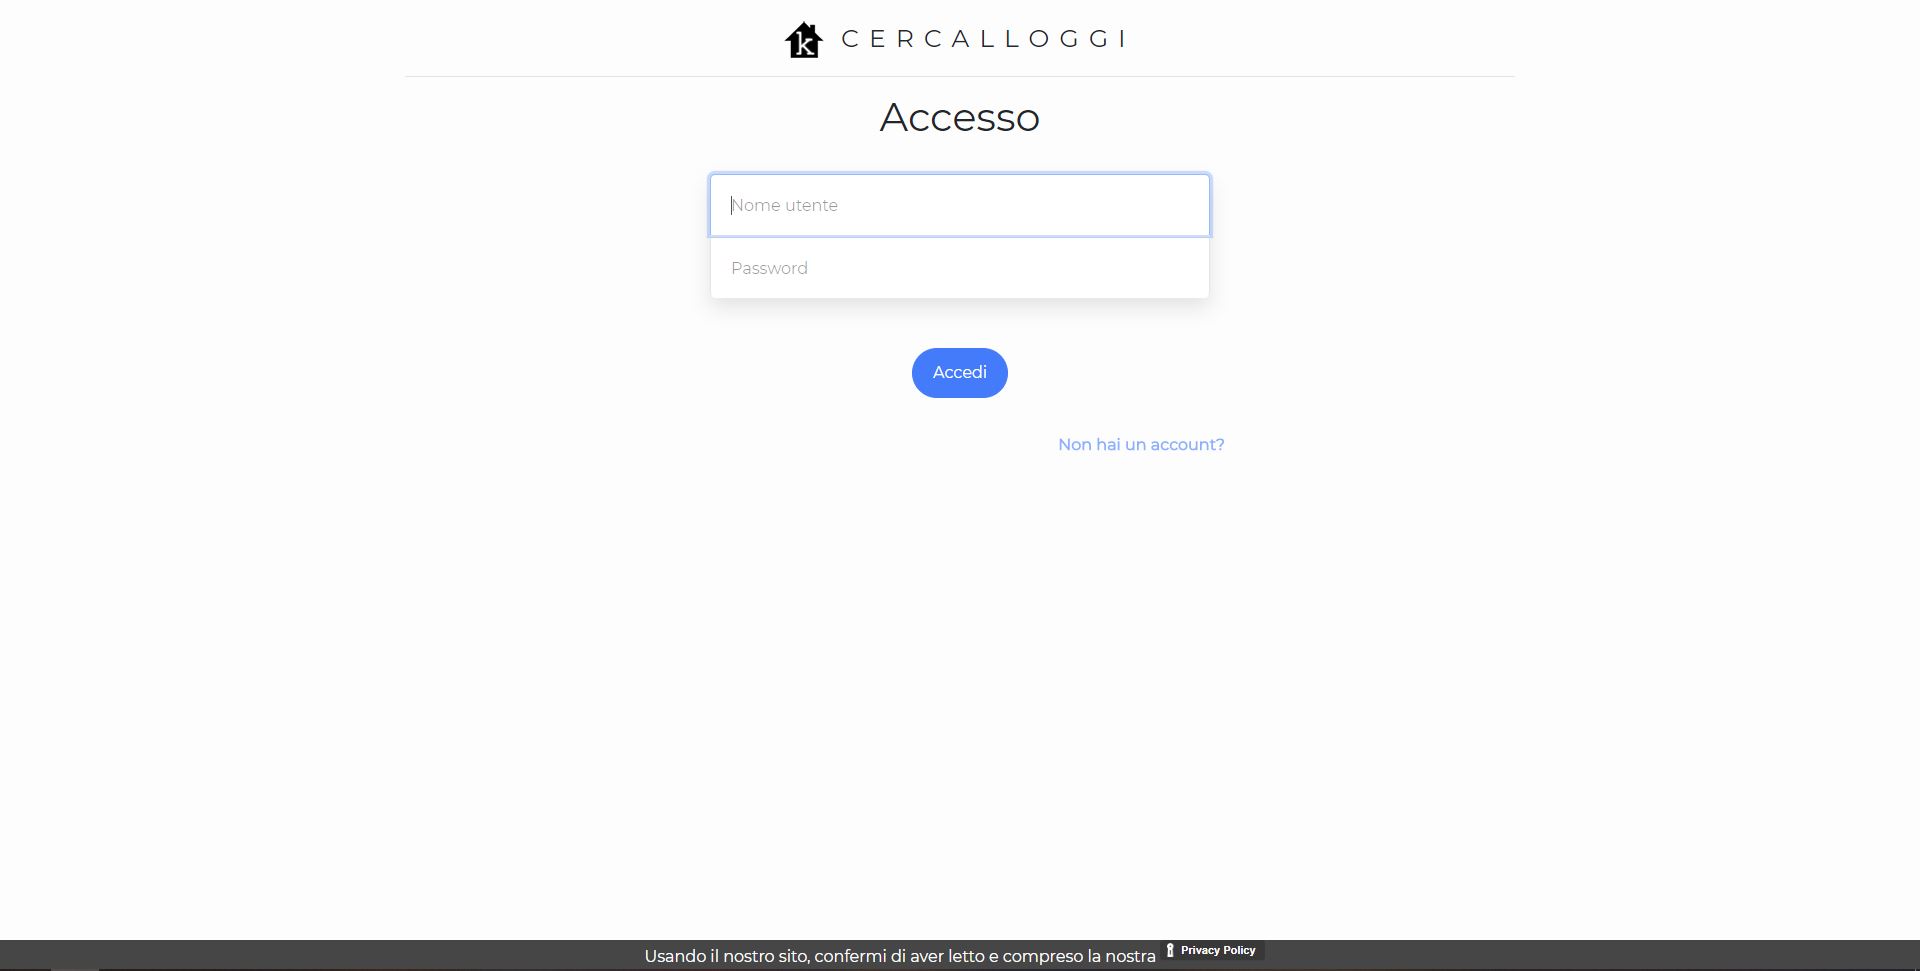 k CERCALLOGGI
Accesso
Nome utente
Password
Accedi
Non hai un account?
Usando il nostro sito, confermi di aver letto e compreso la nostra Privacy Policy